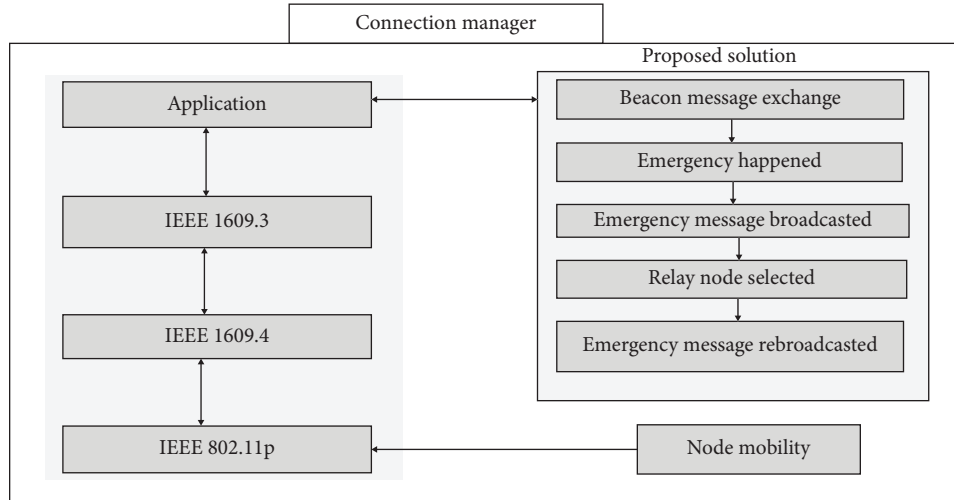 Connection manager
Proposed solution
Application
IEEE 1609.3
IEEE 1609.4
IEEE 802.11p
Beacon message exchange
Emergency happened
Emergency message broadcasted
Relay node selected
Emergency message rebroadcasted
Node mobility